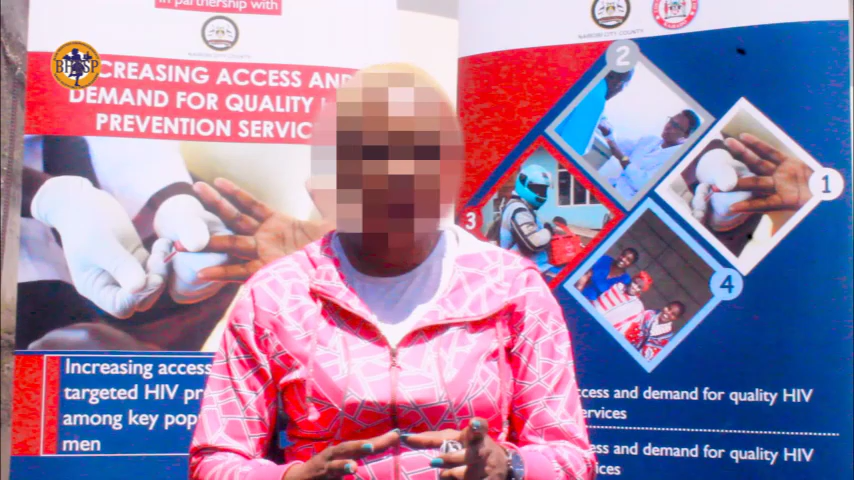 in partnership with
NAIROBI CITY COUNTY
BHESP
CREASING ACCESS AND
DEMAND FOR QUALITY
PREVENTION SERVIC
Increasing access
targeted HIV pr
among key pop
men
NAIROBI CITY COUNTY
2
1
3
4
ccess and demand for quality HIV
ervices
ess and demand for quality HIV
ices